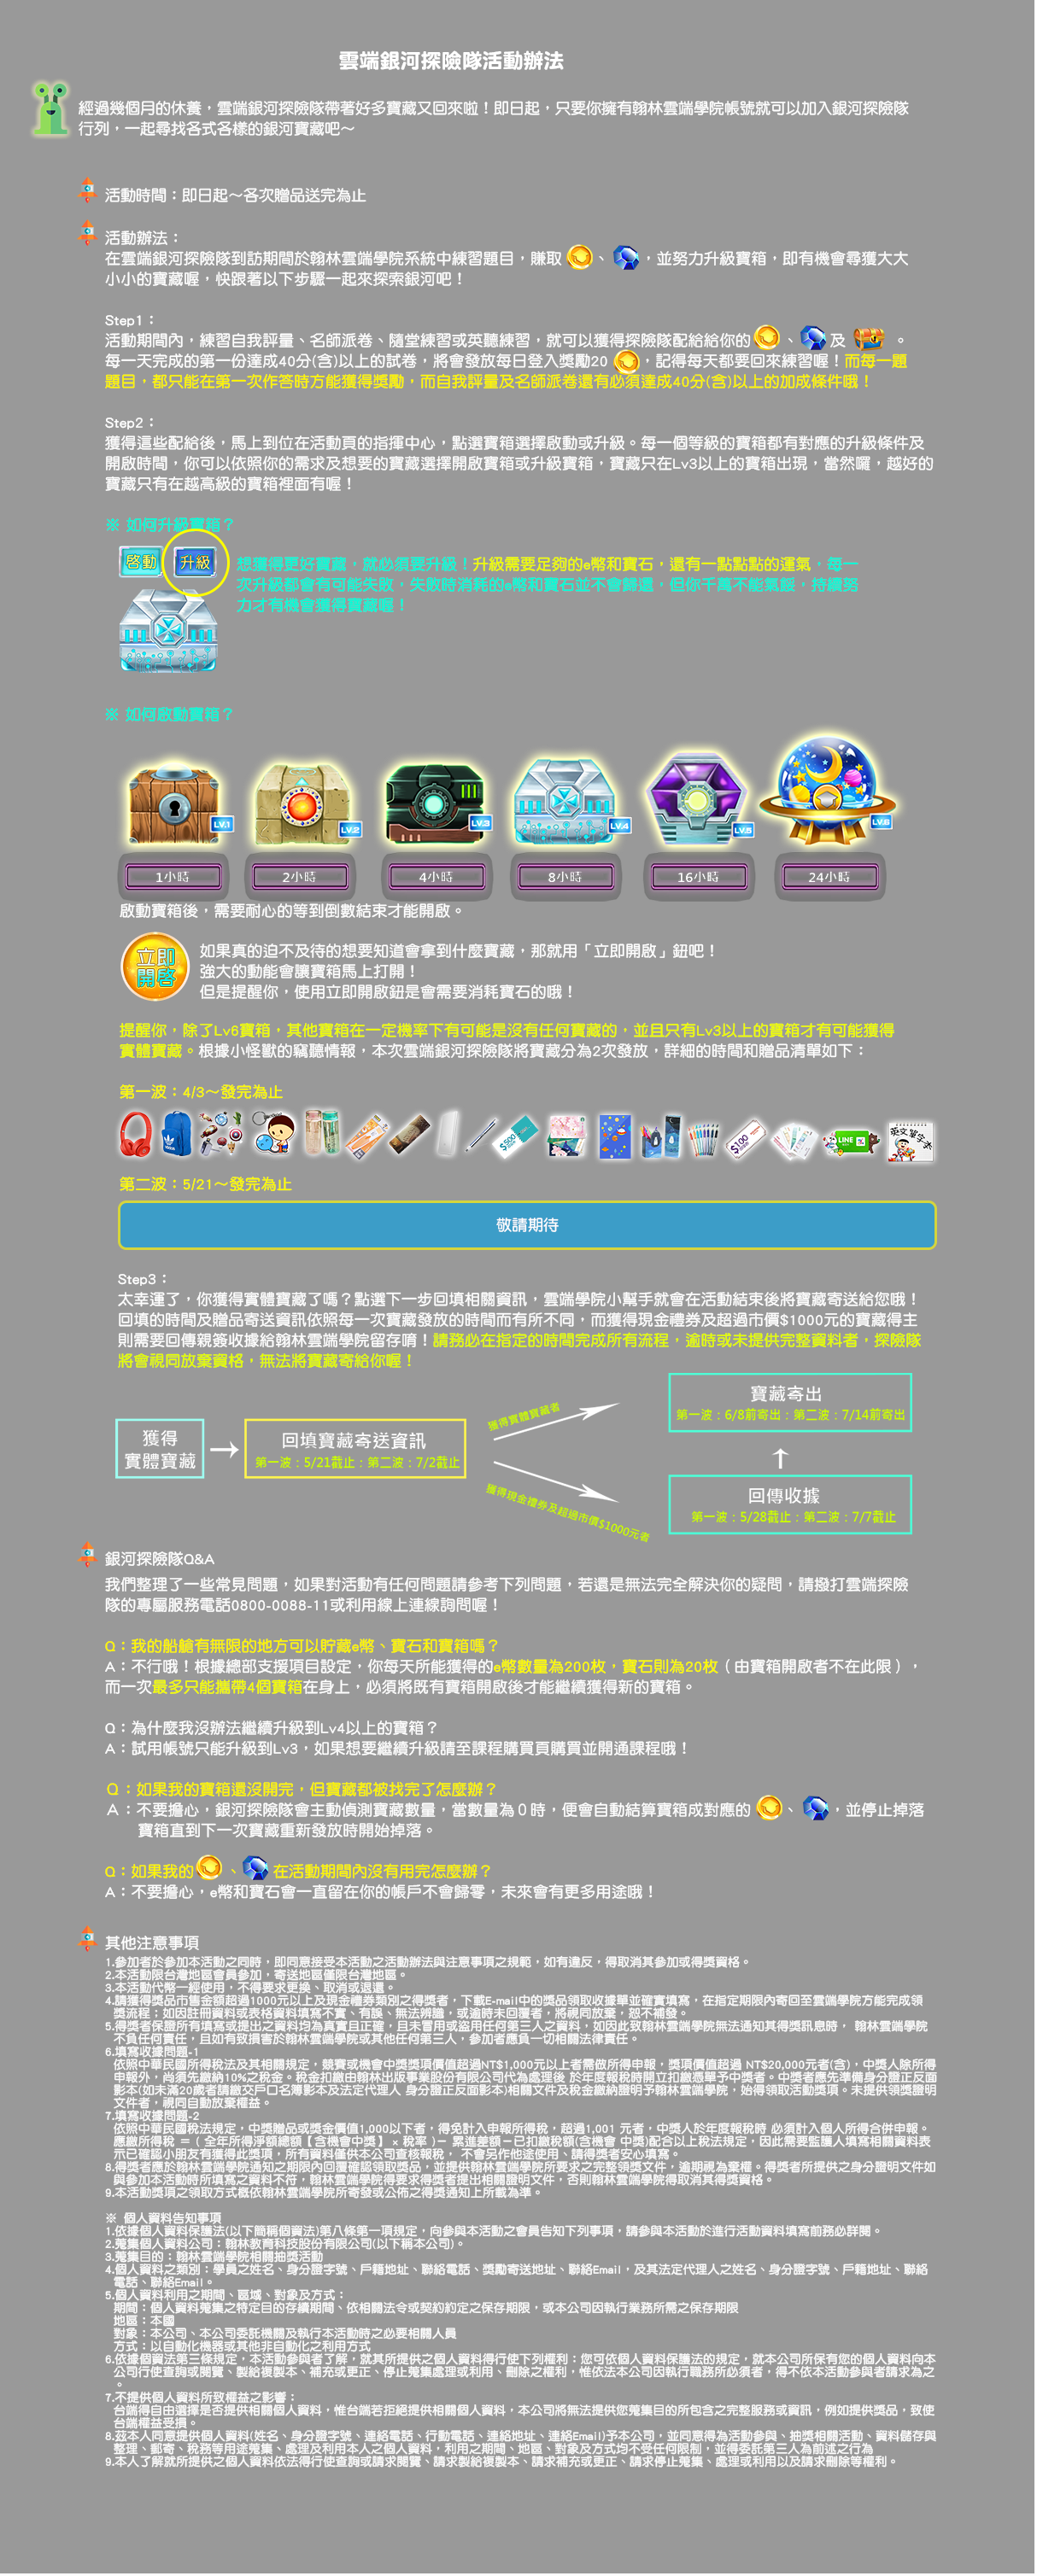 雲端銀河探險隊活動辦法
經過幾個月的休養，雲端銀河探險隊帶著好多寶藏又回來啦！即日起，只要你擁有翰林雲端學院帳號就可以加入銀河探險隊
行列，一起尋找各式各樣的銀河寶藏吧～
活動時間：即日起～各次贈品送完為止
活動辦法：
在雲端銀河探險隊到訪期間於翰林雲端學院系統中練習題目，賺取 、 ，並努力升級寶箱，即有機會尋獲大大
小小的寶藏喔，快跟著以下步驟一起來探索銀河吧！
Step1：
活動期間內，練習自我評量、名師派卷、隨堂練習或英聽練習，就可以獲得探險隊配給給你的 、 及 。
每一天完成的第一份達成40分(含)以上的試卷，將會發放每日登入獎勵20 ，記得每天都要回來練習喔！而每一題
題目，都只能在第一次作答時方能獲得獎勵，而自我評量及名師派卷還有必須達成40分(含)以上的加成條件哦！
Step2：
獲得這些配給後，馬上到位在活動頁的指揮中心，點選寶箱選擇啟動或升級。每一個等級的寶箱都有對應的升級條件及
開啟時間，你可以依照你的需求及想要的寶藏選擇開啟寶箱或升級寶箱，寶藏只在Lv3以上的寶箱出現，當然囉，越好的
寶藏只有在越高級的寶箱裡面有喔！
※ 如何升級寶箱？
啓動 升級
想獲得更好寶藏，就必須要升級！升級需要足夠的e幣和寶石，還有一點點點的運氣，每一
次升級都會有可能失敗，失敗時消耗的e幣和寶石並不會歸還，但你千萬不能氣餒，持續努
力才有機會獲得寶藏喔！
※ 如何啟動寶箱？
LV.1 LV.2 LV.3 LV.4 LV.5 LV.6
1小時 2小時 4小時 8小時 16小時 24小時
啟動寶箱後，需要耐心的等到倒數結束才能開啟。
立即
開啓
如果真的迫不及待的想要知道會拿到什麼寶藏，那就用「立即開啟」鈕吧！
強大的動能會讓寶箱馬上打開！
但是提醒你，使用立即開啟鈕是會需要消耗寶石的哦！
提醒你，除了Lv6寶箱，其他寶箱在一定機率下有可能是沒有任何寶藏的，並且只有Lv3以上的寶箱才有可能獲得
實體寶藏。根據小怪獸的竊聽情報，本次雲端銀河探險隊將寶藏分為2次發放，詳細的時間和贈品清單如下：
第一波：4/3～發完為止
adidas $500 $100 LINE 英文單字本
第二波：5/21～發完為止
敬請期待
Step3：
太幸運了，你獲得實體寶藏了嗎？點選下一步回填相關資訊，雲端學院小幫手就會在活動結束後將寶藏寄送給您哦！
回填的時間及贈品寄送資訊依照每一次寶藏發放的時間而有所不同，而獲得現金禮券及超過市價$1000元的寶藏得主
則需要回傳親簽收據給翰林雲端學院留存唷！請務必在指定的時間完成所有流程，逾時或未提供完整資料者，探險隊
將會視同放棄資格，無法將寶藏寄給你喔！
獲得
實體寶藏
回填寶藏寄送資訊
第一波：5/21截止；第二波：7/2截止
獲得實體寶藏者
獲得現金禮券及超過市價$1000元者
寶藏寄出
第一波：6/8前寄出；第二波：7/14前寄出
回傳收據
第一波：5/28截止；第二波：7/7截止
銀河探險隊Q&A
我們整理了一些常見問題，如果對活動有任何問題請參考下列問題，若還是無法完全解決你的疑問，請撥打雲端探險
隊的專屬服務電話0800-0088-11或利用線上連線詢問喔！
Q：我的船艙有無限的地方可以貯藏e幣、寶石和寶箱嗎？
A：不行哦！根據總部支援項目設定，你每天所能獲得的e幣數量為200枚，寶石則為20枚（由寶箱開啟者不在此限），
而一次最多只能攜帶4個寶箱在身上，必須將既有寶箱開啟後才能繼續獲得新的寶箱。
Q：為什麼我沒辦法繼續升級到Lv4以上的寶箱？
A：試用帳號只能升級到Lv3，如果想要繼續升級請至課程購買頁購買並開通課程哦！
Q：如果我的寶箱還沒開完，但寶藏都被找完了怎麼辦？
A：不要擔心，銀河探險隊會主動偵測寶藏數量，當數量為０時，便會自動結算寶箱成對應的 、 ，並停止掉落
寶箱直到下一次寶藏重新發放時開始掉落。
Q：如果我的 、 在活動期間內沒有用完怎麼辦？
A：不要擔心，e幣和寶石會一直留在你的帳戶不會歸零，未來會有更多用途哦！
其他注意事項
1.參加者於參加本活動之同時，即同意接受本活動之活動辦法與注意事項之規範，如有違反，得取消其參加或得獎資格。
2.本活動限台灣地區會員參加，寄送地區僅限台灣地區。
3.本活動代幣一經使用，不得要求更換、取消或退還。
4.請獲得獎品市售金額超過1000元以上及現金禮券類別之得獎者，下載E-mail中的獎品領取收據單並確實填寫，在指定期限內寄回至雲端學院方能完成領
獎流程；如因註冊資料或表格資料填寫不實、有誤、無法辨識，或逾時未回覆者，將視同放棄，恕不補發。
5.得獎者保證所有填寫或提出之資料均為真實且正確，且未冒用或盜用任何第三人之資料，如因此致翰林雲端學院無法通知其得獎訊息時， 翰林雲端學院
不負任何責任，且如有致損害於翰林雲端學院或其他任何第三人，參加者應負一切相關法律責任。
6.填寫收據問題-1
依照中華民國所得稅法及其相關規定，競賽或機會中獎獎項價值超過NT$1,000元以上者需做所得申報，獎項價值超過 NT$20,000元者(含)，中獎人除所得
申報外，尚須先繳納10%之稅金。稅金扣繳由翰林出版事業股份有限公司代為處理後 於年度報稅時開立扣繳憑單予中獎者。中獎者應先準備身分證正反面
影本(如未滿20歲者請繳交戶口名簿影本及法定代理人 身分證正反面影本)相關文件及稅金繳納證明予翰林雲端學院，始得領取活動獎項。未提供領獎證明
文件者，視同自動放棄權益。
7.填寫收據問題-2
依照中華民國稅法規定，中獎贈品或獎金價值1,000以下者，得免計入申報所得稅，超過1,001 元者，中獎人於年度報稅時 必須計入個人所得合併申報。
應繳所得稅 ＝ ( 全年所得淨額總額【含機會中獎】 × 稅率 )－ 累進差額－已扣繳稅額(含機會 中獎)配合以上稅法規定，因此需要監護人填寫相關資料表
示已確認小朋友有獲得此獎項，所有資料僅供本公司查核報稅， 不會另作他途使用、請得獎者安心填寫。
8.得獎者應於翰林雲端學院通知之期限內回覆確認領取獎品，並提供翰林雲端學院所要求之完整領獎文件，逾期視為棄權。得獎者所提供之身分證明文件如
與參加本活動時所填寫之資料不符，翰林雲端學院得要求得獎者提出相關證明文件，否則翰林雲端學院得取消其得獎資格。
9.本活動獎項之領取方式概依翰林雲端學院所寄發或公佈之得獎通知上所載為準。
※ 個人資料告知事項
1.依據個人資料保護法(以下簡稱個資法)第八條第一項規定，向參與本活動之會員告知下列事項，請參與本活動於進行活動資料填寫前務必詳閱。
2.蒐集個人資料公司：翰林教育科技股份有限公司(以下稱本公司)。
3.蒐集目的：翰林雲端學院相關抽獎活動
4.個人資料之類別：學員之姓名、身分證字號、戶籍地址、聯絡電話、獎勵寄送地址、聯絡Email，及其法定代理人之姓名、身分證字號、戶籍地址、聯絡
電話、聯絡Email。
5.個人資料利用之期間、區域、對象及方式：
期間：個人資料蒐集之特定目的存續期間、依相關法令或契約約定之保存期限，或本公司因執行業務所需之保存期限
地區：本國
對象：本公司、本公司委託機關及執行本活動時之必要相關人員
方式：以自動化機器或其他非自動化之利用方式
6.依據個資法第三條規定，本活動參與者了解，就其所提供之個人資料得行使下列權利：您可依個人資料保護法的規定，就本公司所保有您的個人資料向本
公司行使查詢或閱覽、製給複製本、補充或更正、停止蒐集處理或利用、刪除之權利，惟依法本公司因執行職務所必須者，得不依本活動參與者請求為之
。
7.不提供個人資料所致權益之影響：
台端得自由選擇是否提供相關個人資料，惟台端若拒絕提供相關個人資料，本公司將無法提供您蒐集目的所包含之完整服務或資訊，例如提供獎品，致使
台端權益受損。
8.茲本人同意提供個人資料(姓名、身分證字號、連絡電話、行動電話、連絡地址、連絡Email)予本公司，並同意得為活動參與、抽獎相關活動、資料儲存與
整理、郵寄、稅務等用途蒐集、處理及利用本人之個人資料，利用之期間、地區、對象及方式均不受任何限制，並得委託第三人為前述之行為
9.本人了解就所提供之個人資料依法得行使查詢或請求閱覽、請求製給複製本、請求補充或更正、請求停止蒐集、處理或利用以及請求刪除等權利。